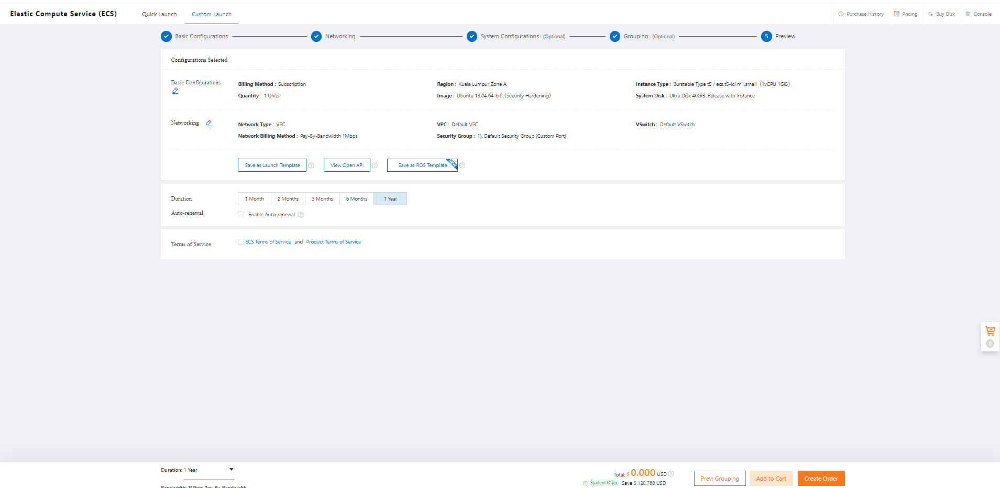 Elastic Compute Service (ECS) Quick Launch Custom Launch Purchase History Pricing Buy Disk Console
Basic Configurations Networking System Configurations (Optional) Grouping (Optional) 5 Preview
Configurations Selected
Basic Configurations
Billing Method : Subscription Region : Kuala Lumpur Zone A Instance Type : Burstable Type t5 / ecs.t5-lc1m1.small (1vCPU 1GiB)
Quantity : 1 Units Image : Ubuntu 18.04 64-bit (Security Hardening) System Disk : Ultra Disk 40GiB ,Release with Instance
Networking
Network Type : VPC VPC : Default VPC VSwitch : Default VSwitch
Network Billing Method : Pay-By-Bandwidth 1Mbps Security Group : 1). Default Security Group (Custom Port)
Save as Launch Template ? View Open API ? Save as ROS Template NEW ?
Duration 1 Month 2 Months 3 Months 6 Months 1 Year
Auto-renewal Enable Auto-renewal ?
Terms of Service ECS Terms of Service and Product Terms of Service
0
Duration: 1 Year Total: $ 0.000 USD ?
Student Offer Save $ 128.760 USD
Prev: Grouping Add to Cart Create Order
Bandwidth: 1Mbps Pay-By-Bandwidth